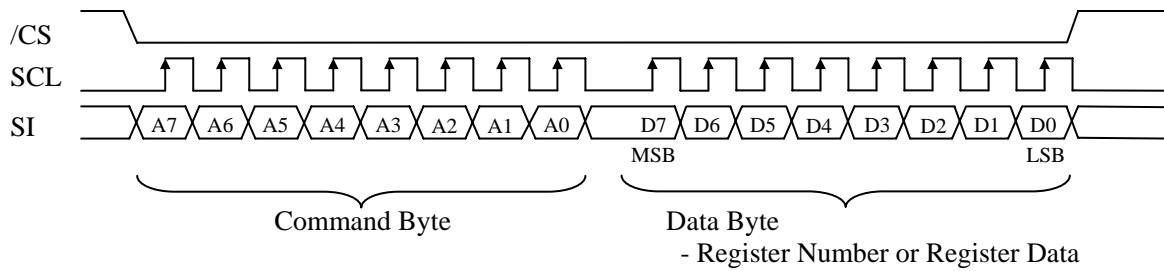 /CS
SCL
SI A7 A6 A5 A4 A3 A2 A1 A0 D7 D6 D5 D4 D3 D2 D1 D0
MSB LSB
Command Byte Data Byte
- Register Number or Register Data